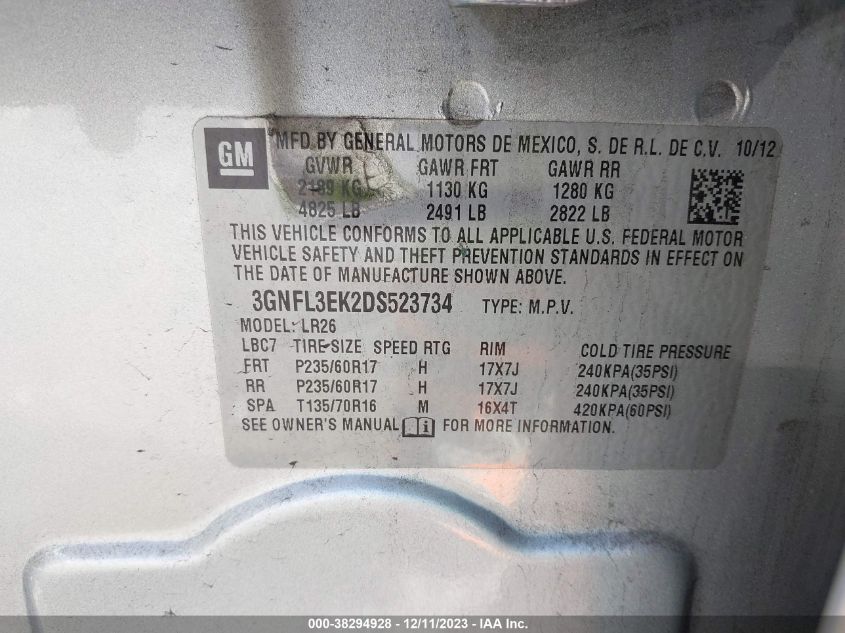 GM MFD BY GENERAL MOTORS DE MEXICO, S. DE R.L. DE C.V. 10/12
GVWR GAWR FRT GAWR RR
2189 KG 1130 KG 1280 KG
4825 LB 2491 LB 2822 LB
THIS VEHICLE CONFORMS TO ALL APPLICABLE U.S. FEDERAL MOTOR
VEHICLE SAFETY AND THEFT PREVENTION STANDARDS IN EFFECT ON
THE DATE OF MANUFACTURE SHOWN ABOVE.
3GNFL3EK2DS523734 TYPE: M.P.V.
MODEL: LR26
LBC7 TIRE SIZE SPEED RTG RIM COLD TIRE PRESSURE
FRT P235/60R17 H 17X7J 240KPA(35PSI)
RR P235/60R17 H 17X7J 240KPA(35PSI)
SPA T135/70R16 M 16X4T 420KPA(60PSI)
SEE OWNER'S MANUAL i FOR MORE INFORMATION.
000-38294928 - 12/11/2023 - IAA Inc.